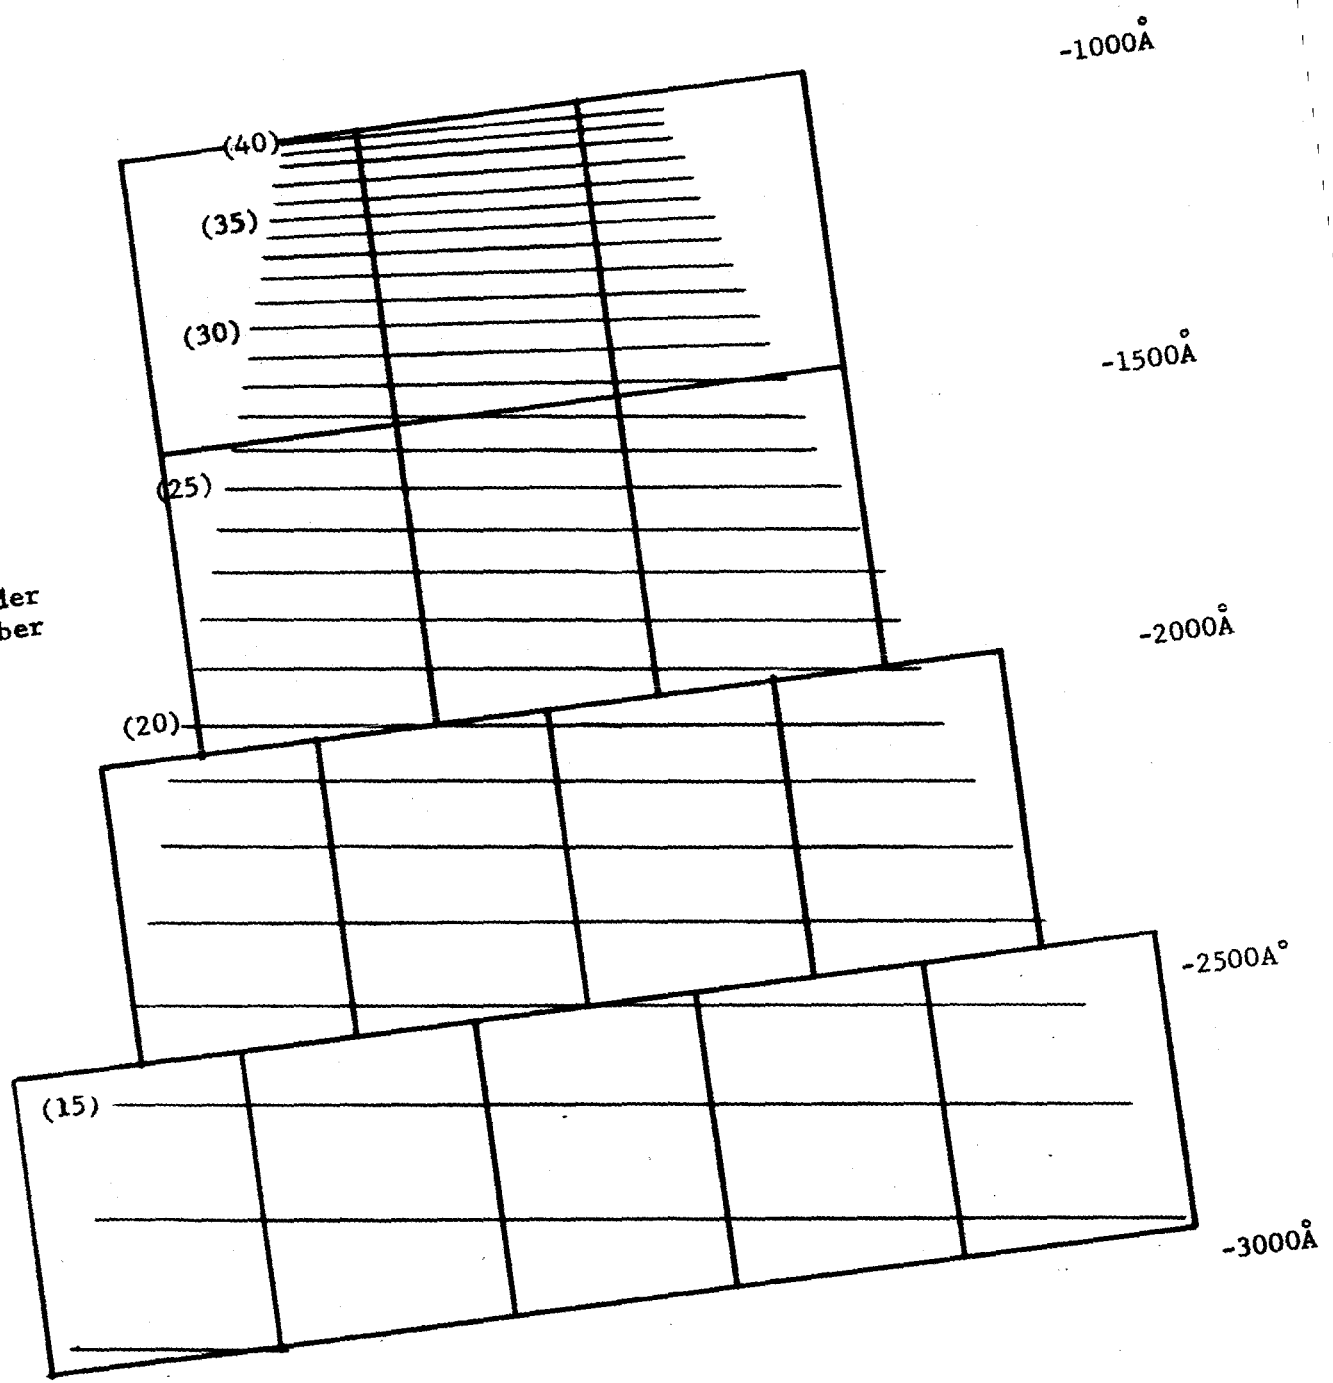 -1000Å
(40)
(35)
(30)
-1500Å
(25)
der
ber
-2000Å
(20)
-2500A°
(15)
-3000Å